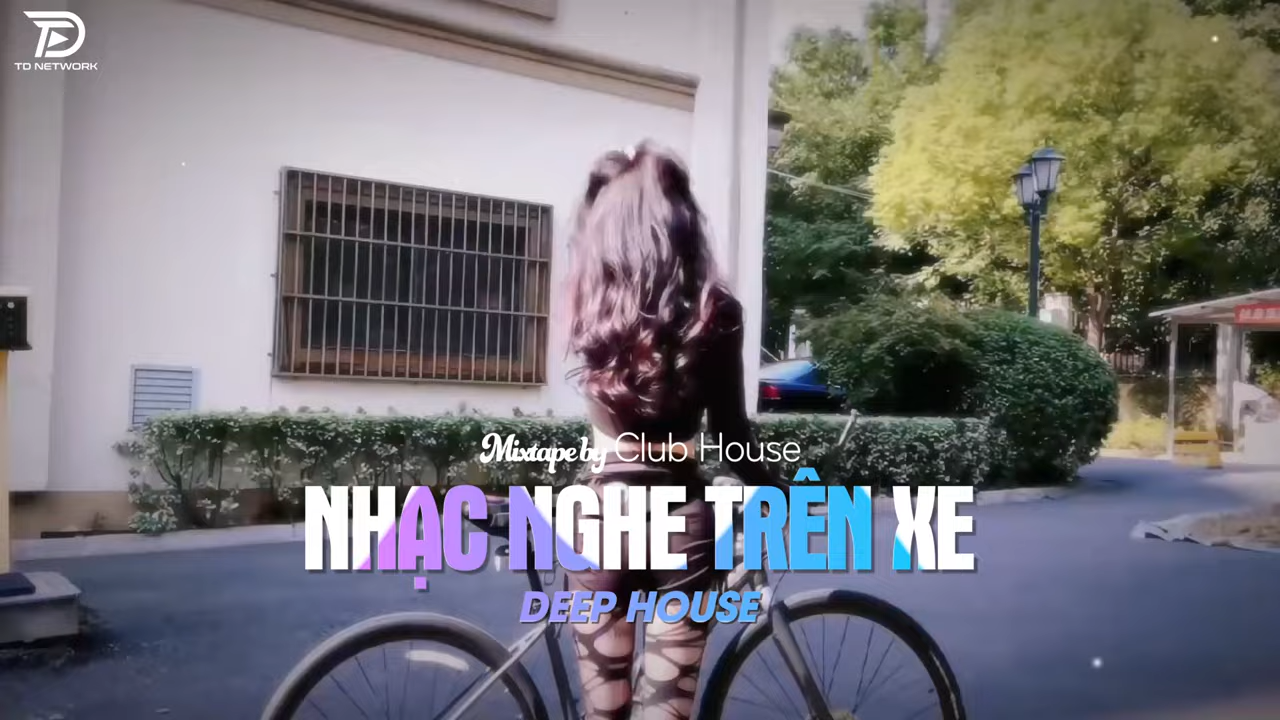 TD NETWORK
Mixtape by Club House
NHẠC NGHE TRÊN XE
DEEP HOUSE